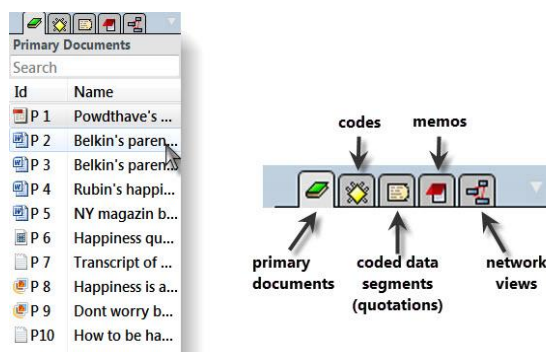 Primary Documents
Search
Id Name
P 1 Powdthave's ...
P 2 Belkin's paren...
P 3 Belkin's paren...
P 4 Rubin's happi...
P 5 NY magazin b...
P 6 Happiness qu...
P 7 Transcript of ...
P 8 Happiness is a...
P 9 Dont worry b...
P10 How to be ha...
codes memos
primary documents
coded data segments (quotations)
network views